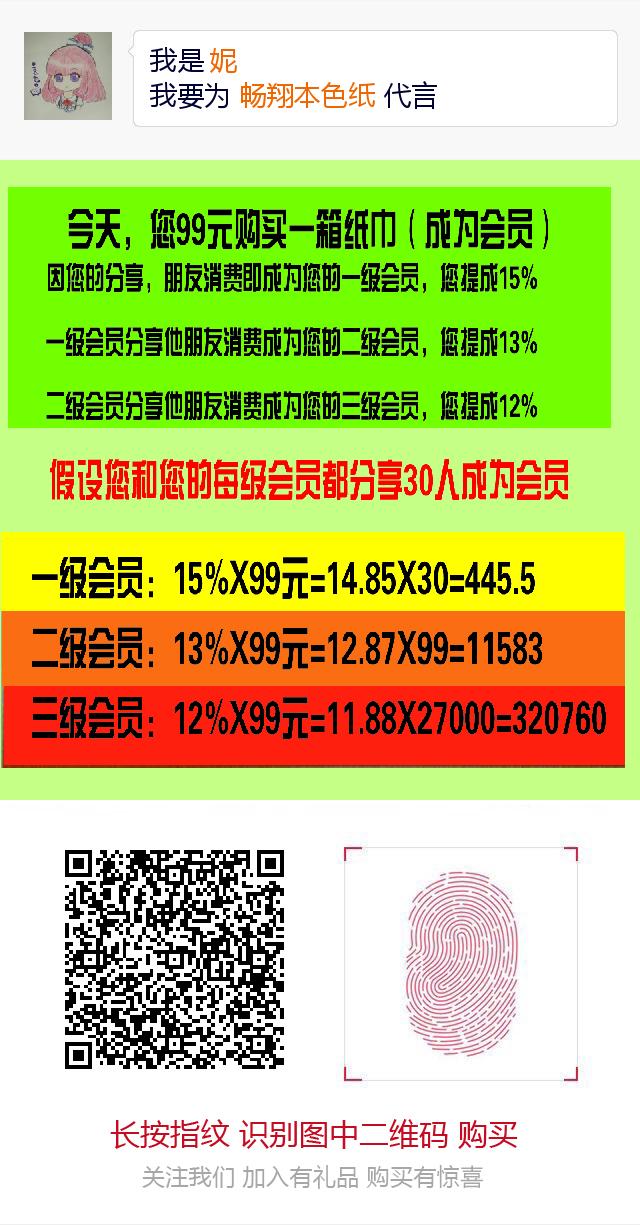 我是 妮
我要为 畅翔本色纸 代言
今天，您99元购买一箱纸巾（成为会员）
因您的分享，朋友消费即成为您的一级会员，您提成15%
一级会员分享他朋友消费成为您的二级会员，您提成13%
二级会员分享他朋友消费成为您的三级会员，您提成12%
假设您和您的每级会员都分享30人成为会员
一级会员：15%X99元=14.85X30=445.5
二级会员：13%X99元=12.87X99=11583
三级会员：12%X99元=11.88X27000=320760
长按指纹 识别图中二维码 购买
关注我们 加入有礼品 购买有惊喜